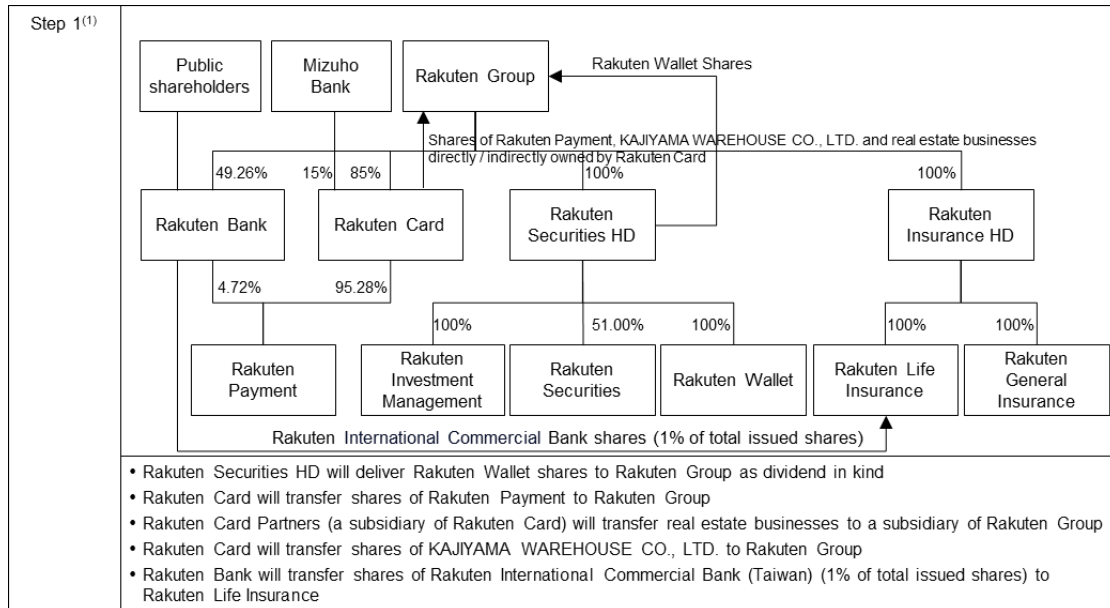 Step 1(1)
Public
shareholders
Mizuho
Bank
Rakuten Group
Rakuten Wallet Shares
Shares of Rakuten Payment, KAJIYAMA WAREHOUSE CO., LTD. and real estate businesses
directly / indirectly owned by Rakuten Card
49.26%
15%
85%
100%
100%
Rakuten Bank
Rakuten Card
Rakuten
Securities HD
Rakuten
Insurance HD
4.72%
95.28%
100%
51.00%
100%
100%
100%
Rakuten
Payment
Rakuten
Investment
Management
Rakuten
Securities
Rakuten Wallet
Rakuten Life
Insurance
Rakuten
General
Insurance
Rakuten International Commercial Bank shares (1% of total issued shares)
• Rakuten Securities HD will deliver Rakuten Wallet shares to Rakuten Group as dividend in kind
• Rakuten Card will transfer shares of Rakuten Payment to Rakuten Group
• Rakuten Card Partners (a subsidiary of Rakuten Card) will transfer real estate businesses to a subsidiary of Rakuten Group
• Rakuten Card will transfer shares of KAJIYAMA WAREHOUSE CO., LTD. to Rakuten Group
• Rakuten Bank will transfer shares of Rakuten International Commercial Bank (Taiwan) (1% of total issued shares) to
Rakuten Life Insurance